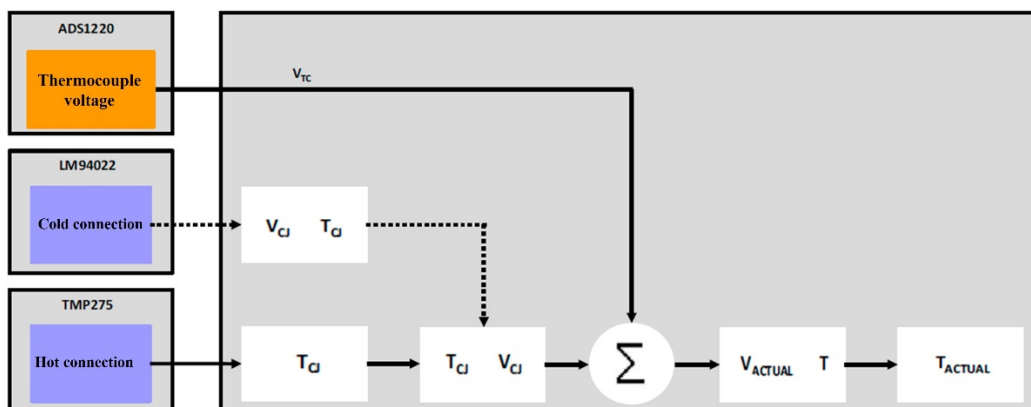 ADS1220
Thermocouple
voltage
V_TC
LM94022
Cold connection
V_CJ T_CJ
TMP275
Hot connection
T_CJ
T_CJ V_CJ
Σ
V_ACTUAL T
T_ACTUAL